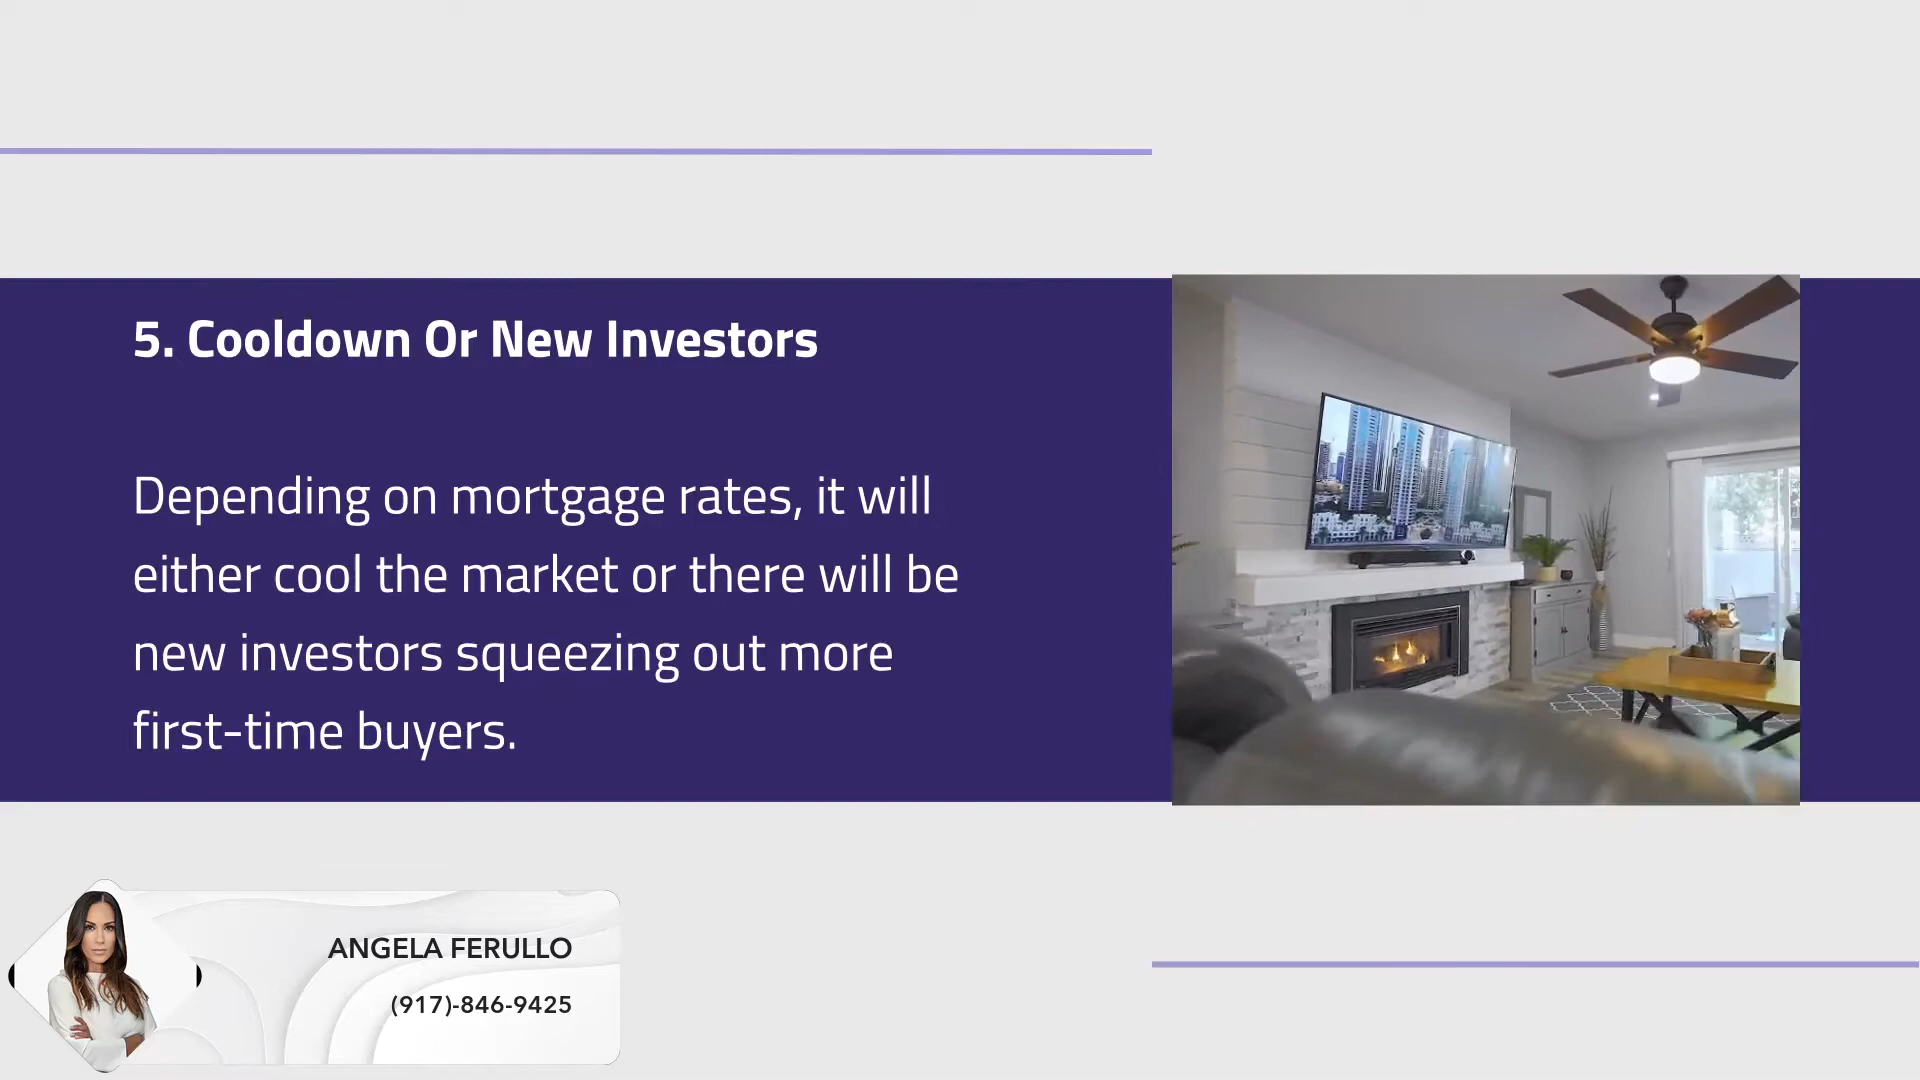 5. Cooldown Or New Investors
Depending on mortgage rates, it will
either cool the market or there will be
new investors squeezing out more
first-time buyers.
ANGELA FERULLO
(917)-846-9425